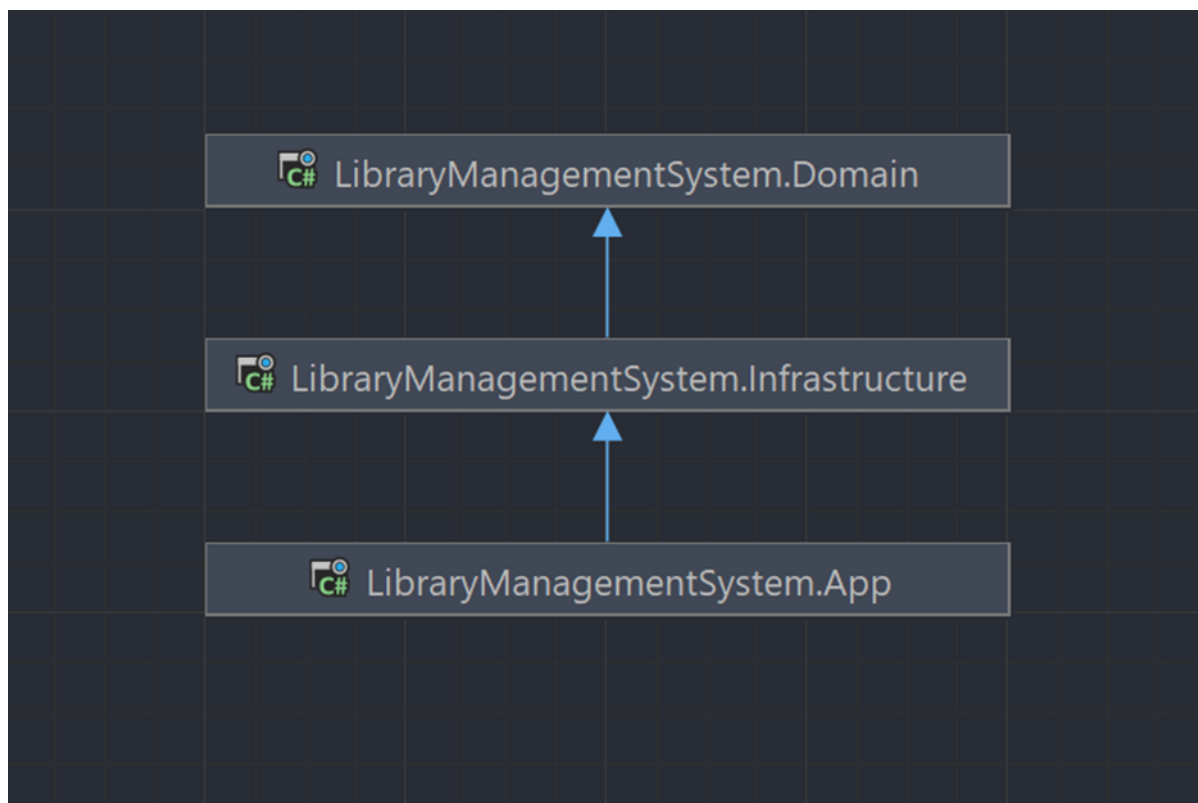 C# LibraryManagementSystem.Domain
C# LibraryManagementSystem.Infrastructure
C# LibraryManagementSystem.App